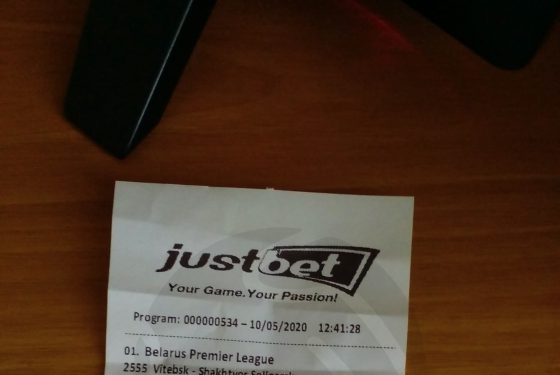 justbet
Your Game.Your Passion!
Program: 000000534 – 10/05/2020 12:41:28
01. Belarus Premier League
2555 Vitebsk - Shakhtyor